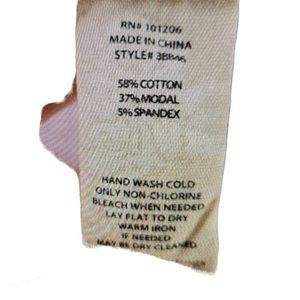 RN# 101206
MADE IN CHINA
STYLE# 3BB46
58% COTTON
37% MODAL
5% SPANDEX
HAND WASH COLD
ONLY NON-CHLORINE
BLEACH WHEN NEEDED
LAY FLAT TO DRY
WARM IRON
IF NEEDED
MAY BE DRY CLEANED